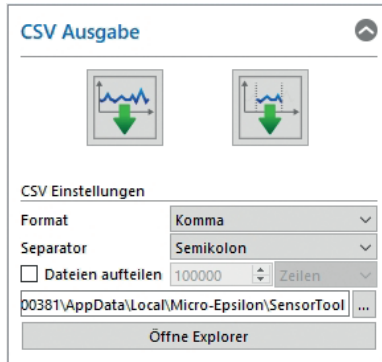 CSV Ausgabe
CSV Einstellungen
Format Komma
Separator Semikolon
Dateien aufteilen 100000 Zeilen
00381\AppData\Local\Micro-Epsilon\SensorTool ...
Öffne Explorer